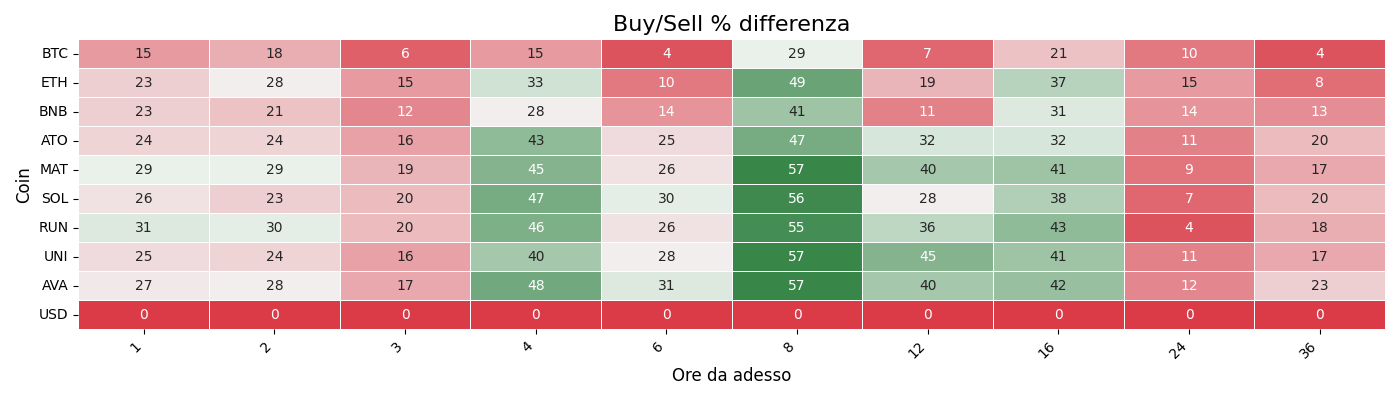 Buy/Sell % differenza
Coin
BTC 15 18 6 15 4 29 7 21 10 4
ETH 23 28 15 33 10 49 19 37 15 8
BNB 23 21 12 28 14 41 11 31 14 13
ATO 24 24 16 43 25 47 32 32 11 20
MAT 29 29 19 45 26 57 40 41 9 17
SOL 26 23 20 47 30 56 28 38 7 20
RUN 31 30 20 46 26 55 36 43 4 18
UNI 25 24 16 40 28 57 45 41 11 17
AVA 27 28 17 48 31 57 40 42 12 23
USD 0 0 0 0 0 0 0 0 0 0
1 2 3 4 6 8 12 16 24 36
Ore da adesso